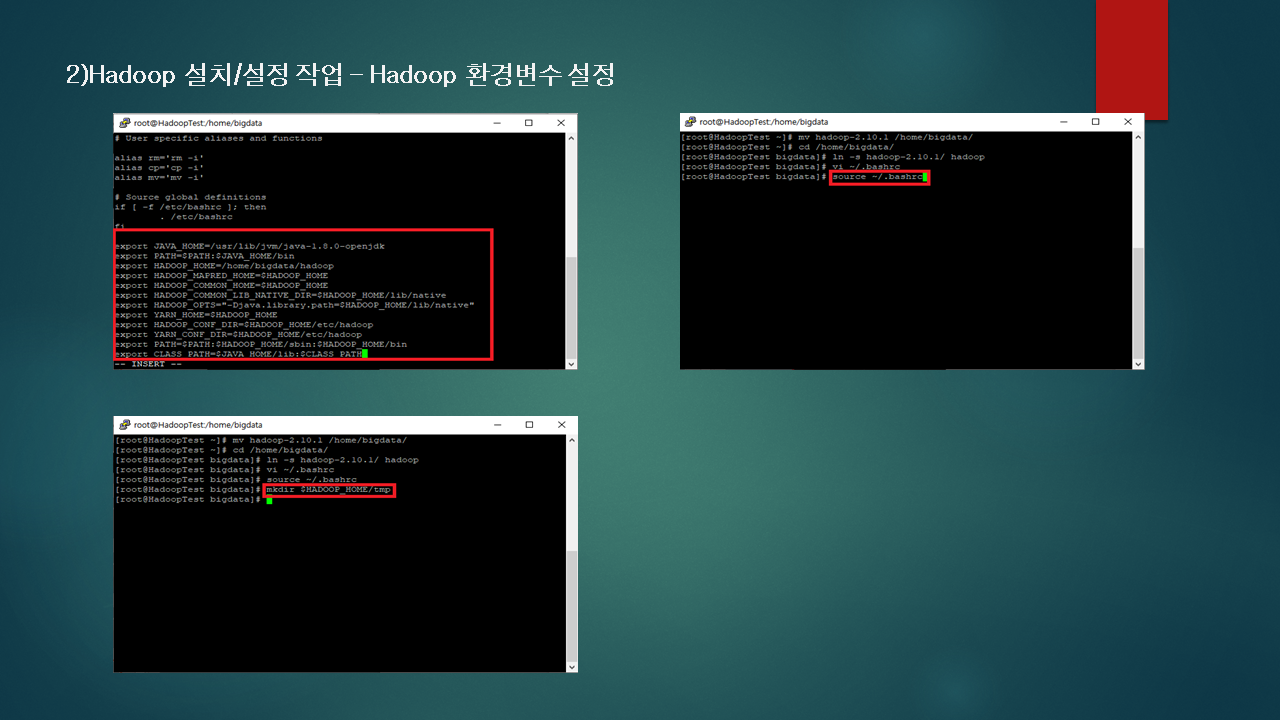 2)Hadoop 설치/설정 작업 – Hadoop 환경변수 설정
root@HadoopTest:/home/bigdata
# User specific aliases and functions
alias rm='rm -i'
alias cp='cp -i'
alias mv='mv -i'
# Source global definitions
if [ -f /etc/bashrc ]; then
. /etc/bashrc
fi
export JAVA_HOME=/usr/lib/jvm/java-1.8.0-openjdk
export PATH=$PATH:$JAVA_HOME/bin
export HADOOP_HOME=/home/bigdata/hadoop
export HADOOP_MAPRED_HOME=$HADOOP_HOME
export HADOOP_COMMON_HOME=$HADOOP_HOME
export HADOOP_COMMON_LIB_NATIVE_DIR=$HADOOP_HOME/lib/native
export HADOOP_OPTS="-Djava.library.path=$HADOOP_HOME/lib/native"
export YARN_HOME=$HADOOP_HOME
export HADOOP_CONF_DIR=$HADOOP_HOME/etc/hadoop
export YARN_CONF_DIR=$HADOOP_HOME/etc/hadoop
export PATH=$PATH:$HADOOP_HOME/sbin:$HADOOP_HOME/bin
export CLASS_PATH=$JAVA_HOME/lib:$CLASS_PATH
-- INSERT --
root@HadoopTest:/home/bigdata
[root@HadoopTest ~]# mv hadoop-2.10.1 /home/bigdata/
[root@HadoopTest ~]# cd /home/bigdata/
[root@HadoopTest bigdata]# ln -s hadoop-2.10.1/ hadoop
[root@HadoopTest bigdata]# vi ~/.bashrc
[root@HadoopTest bigdata]# source ~/.bashrc
root@HadoopTest:/home/bigdata
[root@HadoopTest ~]# mv hadoop-2.10.1 /home/bigdata/
[root@HadoopTest ~]# cd /home/bigdata/
[root@HadoopTest bigdata]# ln -s hadoop-2.10.1/ hadoop
[root@HadoopTest bigdata]# vi ~/.bashrc
[root@HadoopTest bigdata]# source ~/.bashrc
[root@HadoopTest bigdata]# mkdir $HADOOP_HOME/tmp
[root@HadoopTest bigdata]#